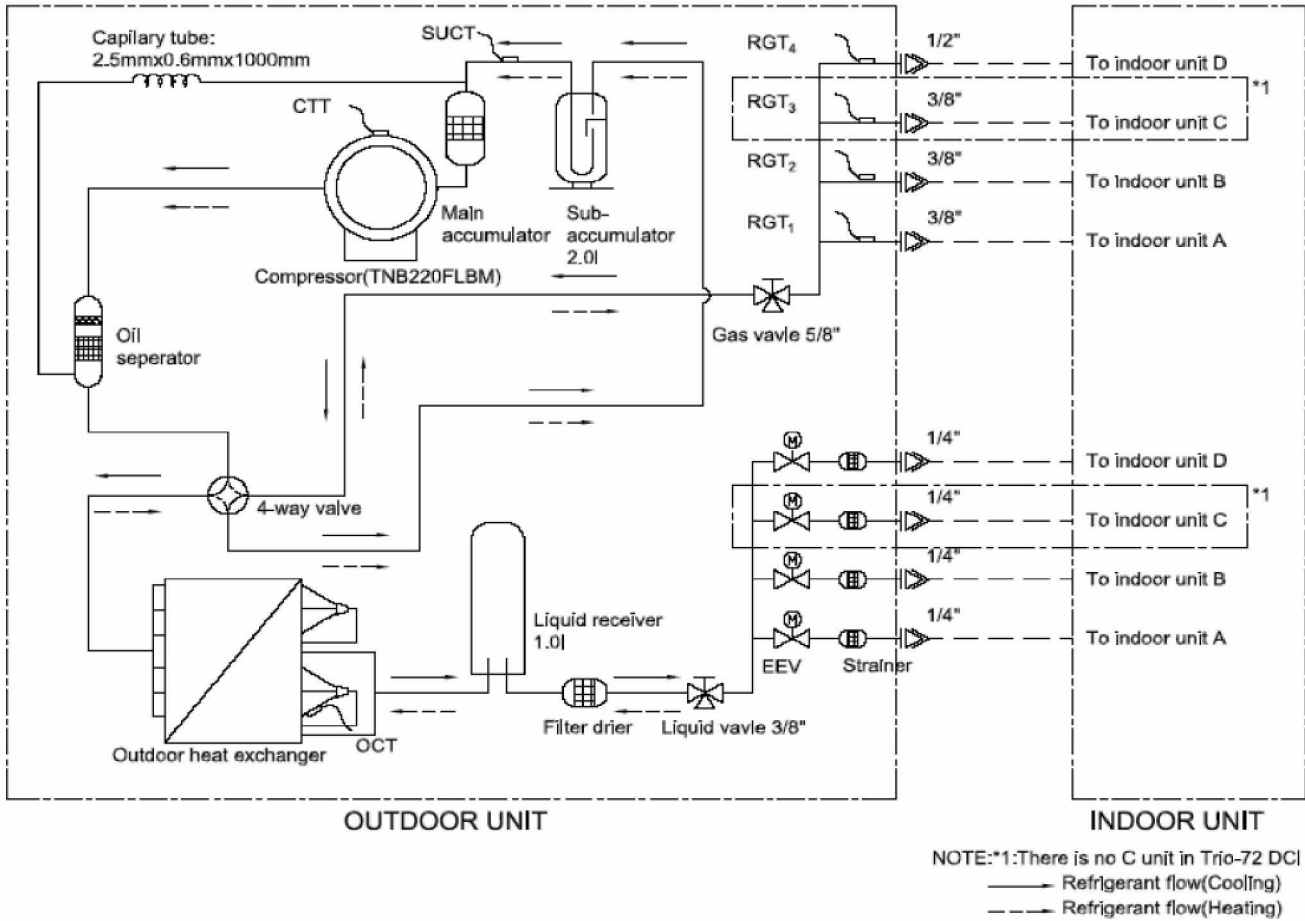 Capilary tube:
2.5mmx0.6mmx1000mm
SUCT
CTT
Main
accumulator
Sub-
accumulator
2.0l
Compressor(TNB220FLBM)
Oil
seperator
4-way valve
Gas vavle 5/8"
RGT4
1/2"
To indoor unit D
*1
RGT3
3/8"
To indoor unit C
RGT2
3/8"
To indoor unit B
RGT1
3/8"
To indoor unit A
M
1/4"
To indoor unit D
*1
M
1/4"
To indoor unit C
M
1/4"
To indoor unit B
M
1/4"
To indoor unit A
EEV
Strainer
Liquid receiver
1.0l
Filter drier
Liquid vavle 3/8"
OCT
Outdoor heat exchanger
OUTDOOR UNIT
INDOOR UNIT
NOTE:*1:There is no C unit in Trio-72 DCI
Refrigerant flow(Cooling)
Refrigerant flow(Heating)